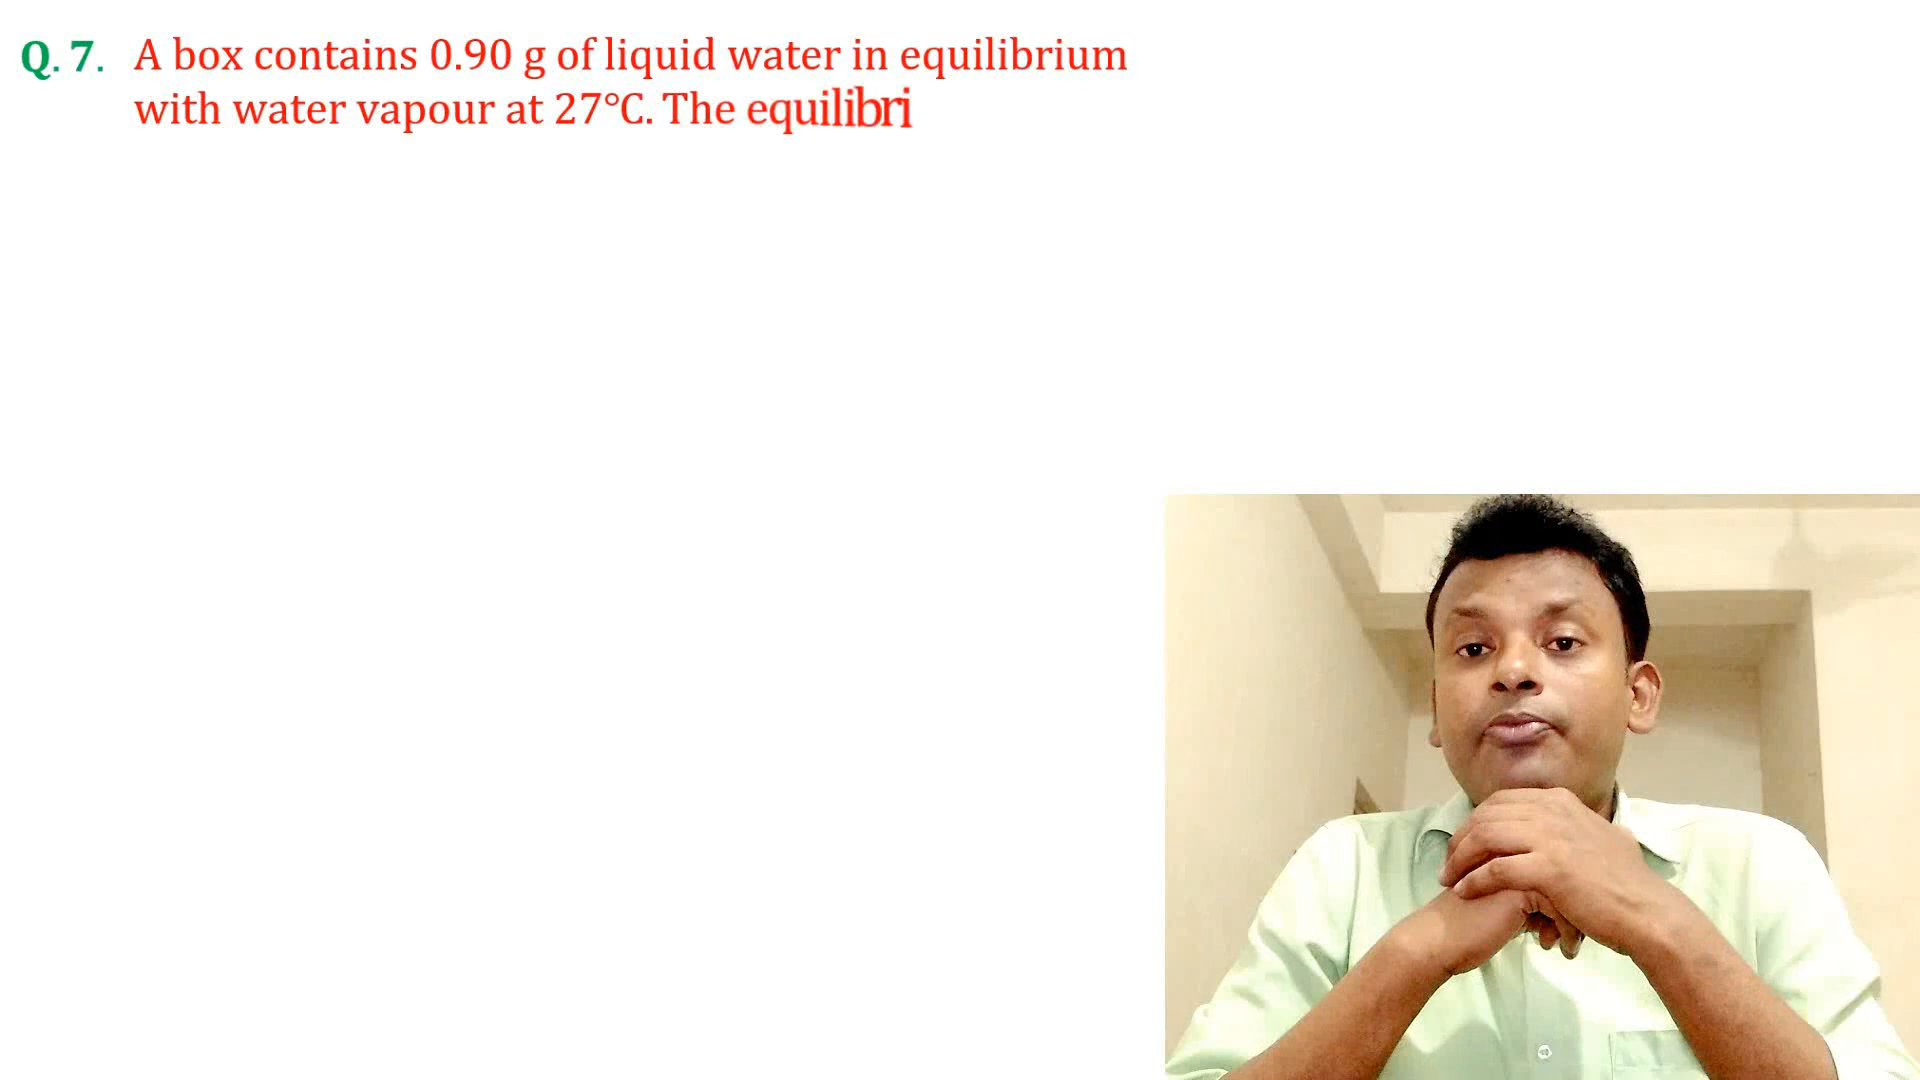 Q. 7. A box contains 0.90 g of liquid water in equilibrium
with water vapour at 27°C. The equilibri